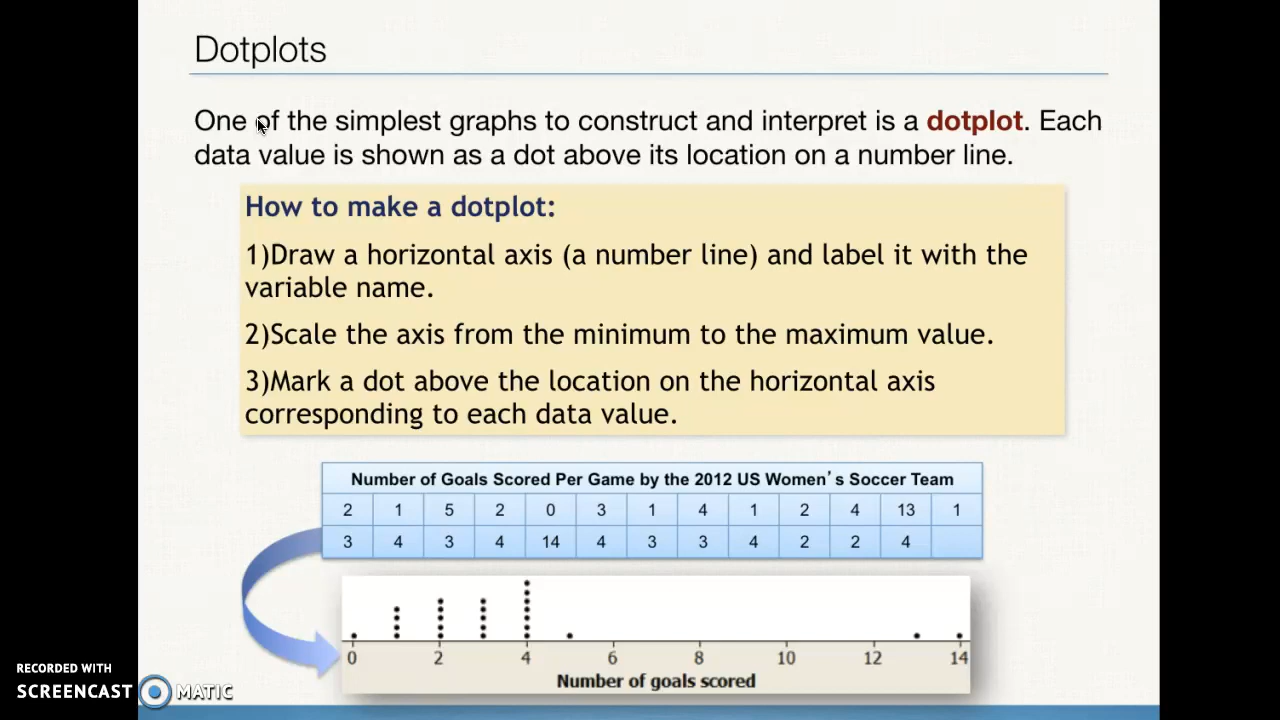 Dotplots
One of the simplest graphs to construct and interpret is a dotplot. Each
data value is shown as a dot above its location on a number line.
How to make a dotplot:
1)Draw a horizontal axis (a number line) and label it with the
variable name.
2)Scale the axis from the minimum to the maximum value.
3)Mark a dot above the location on the horizontal axis
corresponding to each data value.
Number of Goals Scored Per Game by the 2012 US Women's Soccer Team
2 1 5 2 0 3 1 4 1 2 4 13 1
3 4 3 4 14 4 3 3 4 2 2 4
0 2 4 6 8 10 12 14
Number of goals scored
RECORDED WITH
SCREENCAST MATIC